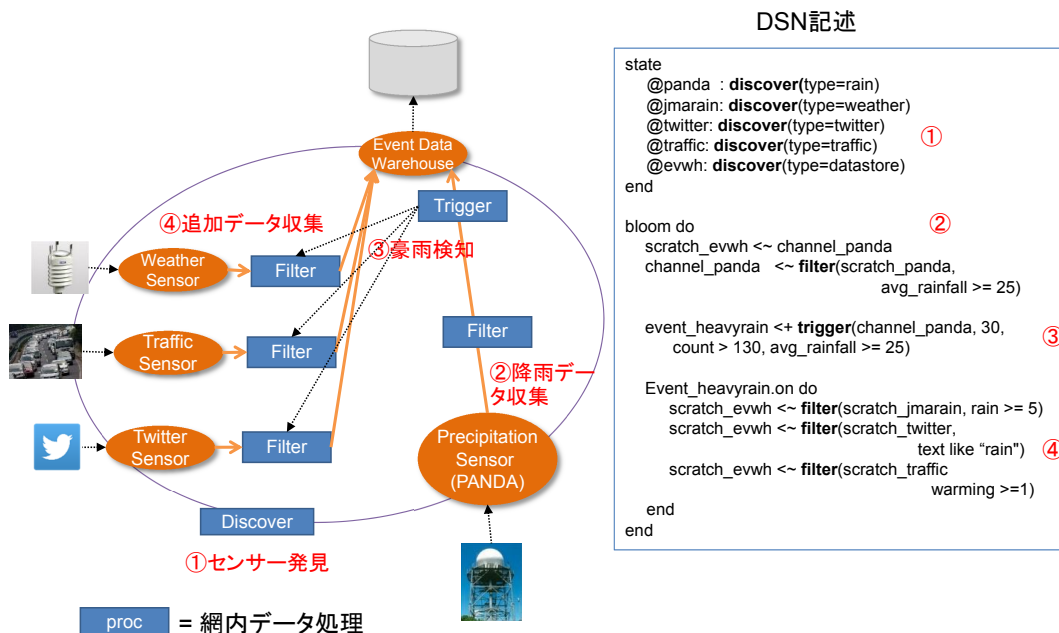 DSN記述
Event Data
Warehouse
Trigger
④追加データ収集
③豪雨検知
Weather
Sensor
Filter
Traffic
Sensor
Filter
Filter
②降雨デー
タ収集
Twitter
Sensor
Filter
Precipitation
Sensor
(PANDA)
Discover
①センサー発見
proc = 網内データ処理
state
@panda : discover(type=rain)
@jmarain: discover(type=weather)
@twitter: discover(type=twitter)
①
@traffic: discover(type=traffic)
@evwh: discover(type=datastore)
end
②
bloom do
scratch_evwh <~ channel_panda
channel_panda <~ filter(scratch_panda,
avg_rainfall >= 25)
event_heavyrain <+ trigger(channel_panda, 30,
③
count > 130, avg_rainfall >= 25)
Event_heavyrain.on do
scratch_evwh <~ filter(scratch_jmarain, rain >= 5)
scratch_evwh <~ filter(scratch_twitter,
text like “rain")
④
scratch_evwh <~ filter(scratch_traffic
warming >=1)
end
end